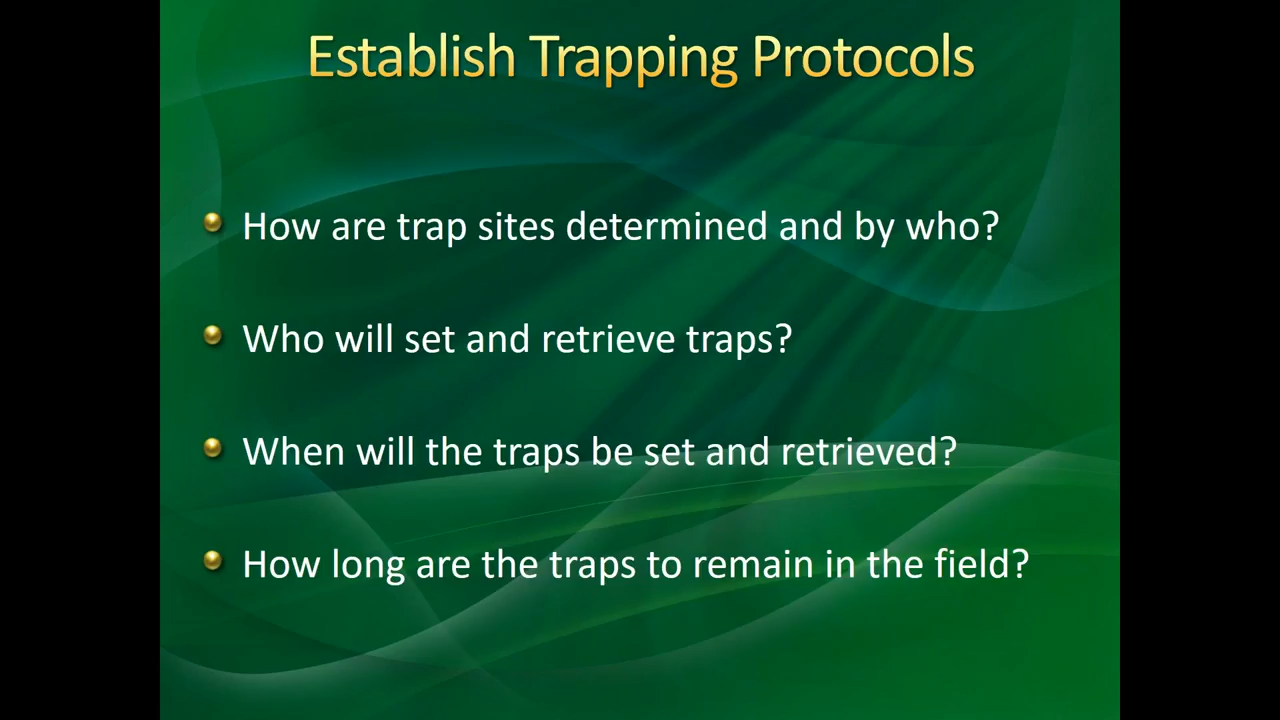 Establish Trapping Protocols
How are trap sites determined and by who?
Who will set and retrieve traps?
When will the traps be set and retrieved?
How long are the traps to remain in the field?